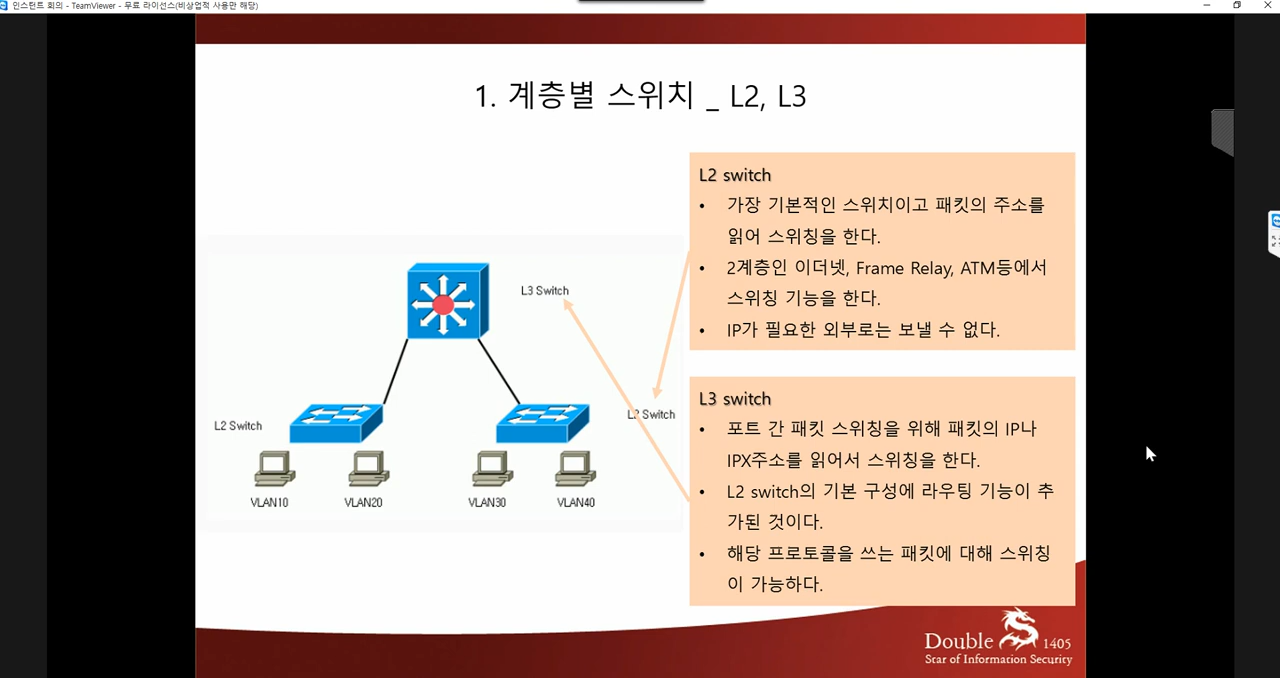 인스턴트 회의 - TeamViewer - 무료 라이선스(비상업적 사용만 해당)
1. 계층별 스위치 _ L2, L3
L2 switch
• 가장 기본적인 스위치이고 패킷의 주소를
읽어 스위칭을 한다.
• 2계층인 이더넷, Frame Relay, ATM등에서
스위칭 기능을 한다.
• IP가 필요한 외부로는 보낼 수 없다.
L3 switch
• 포트 간 패킷 스위칭을 위해 패킷의 IP나
IPX주소를 읽어서 스위칭을 한다.
• L2 switch의 기본 구성에 라우팅 기능이 추
가된 것이다.
• 해당 프로토콜을 쓰는 패킷에 대해 스위칭
이 가능하다.
L3 Switch
L2 Switch
L2 Switch
VLAN10
VLAN20
VLAN30
VLAN40
Double 1405
Star of Information Security